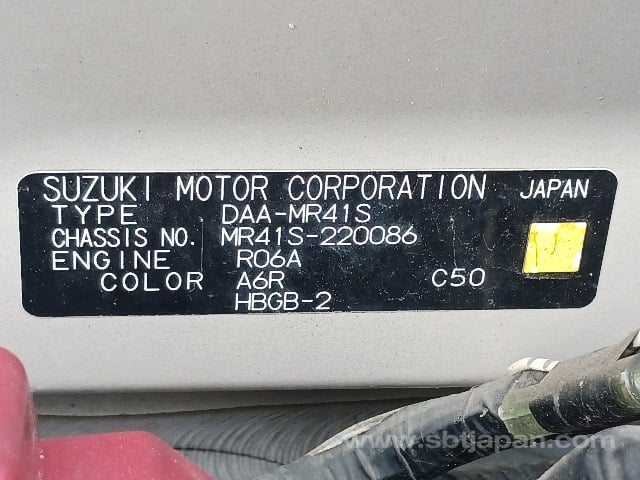 SUZUKI MOTOR CORPORATION JAPAN
TYPE DAA-MR41S
CHASSIS NO. MR41S-220086
ENGINE R06A
COLOR A6R C50
HBGB-2
www.sbtjapan.com